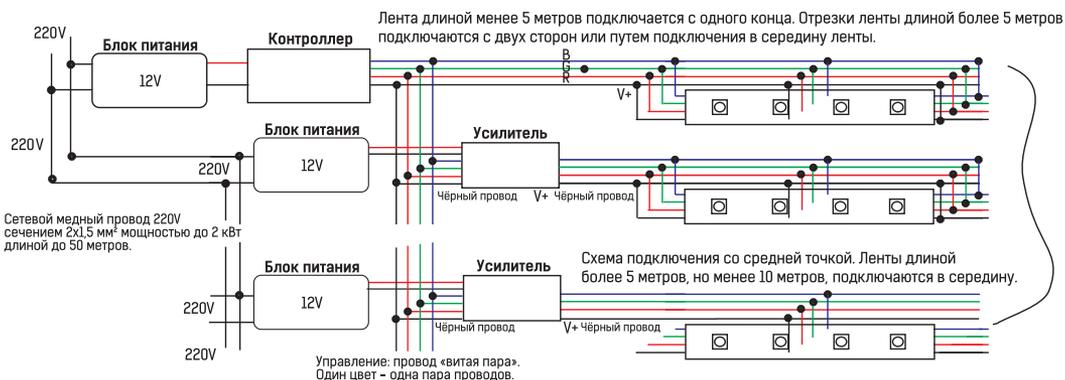 Лента длиной менее 5 метров подключается с одного конца. Отрезки ленты длиной более 5 метров
подключаются с двух сторон или путем подключения в середину ленты.
220V
Блок питания
12V
Контроллер
B
G
R
V+
220V
Блок питания
12V
220V
Усилитель
Чёрный провод
V+ Чёрный провод
Сетевой медный провод 220V
сечением 2х1,5 мм² мощностью до 2 кВт
длиной до 50 метров.
Схема подключения со средней точкой. Ленты длиной
более 5 метров, но менее 10 метров, подключаются в середину.
Блок питания
12V
220V
220V
Усилитель
Чёрный провод
V+ Чёрный провод
Управление: провод «витая пара».
Один цвет - одна пара проводов.